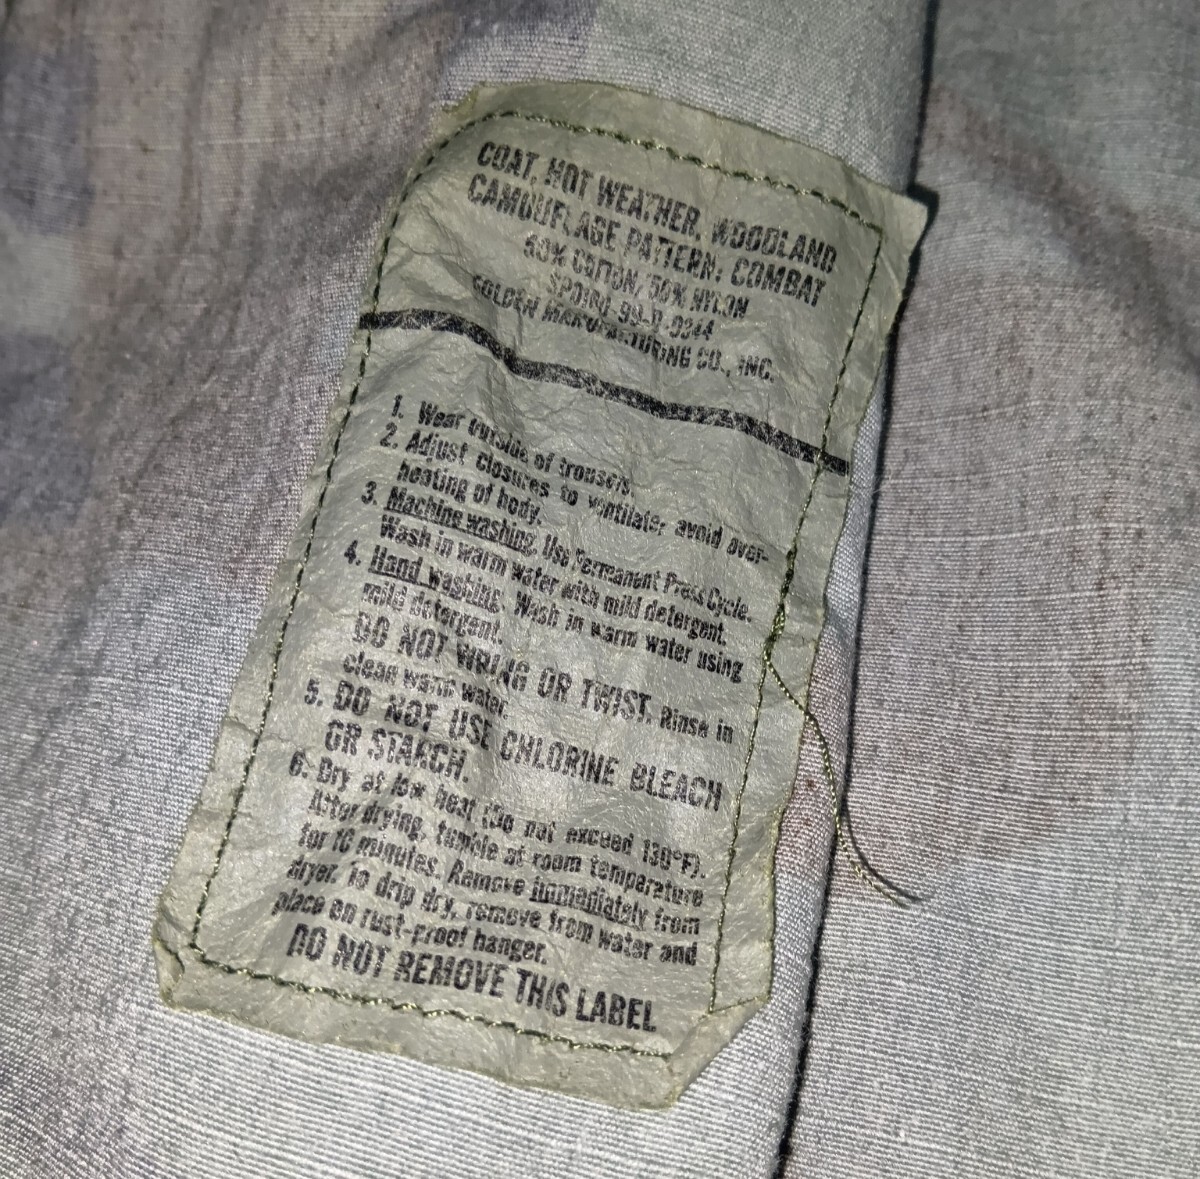 COAT, HOT WEATHER, WOODLAND
CAMOUFLAGE PATTERN: COMBAT
50% COTTON/50% NYLON
SPO100-99-D-0344
GOLDEN MANUFACTURING CO., INC.
1. Wear outside of trousers.
2. Adjust closures to ventilate, avoid over-
heating of body.
3. Machine washing. Use Permanent Press Cycle.
Wash in warm water with mild detergent.
4. Hand washing. Wash in warm water using
mild detergent.
DO NOT WRING OR TWIST. Rinse in
clean warm water.
5. DO NOT USE CHLORINE BLEACH
OR STARCH.
6. Dry at low heat (Do not exceed 130°F).
After drying, tumble at room temperature
for 10 minutes. Remove immediately from
dryer. To drip dry, remove from water and
place on rust-proof hanger.
DO NOT REMOVE THIS LABEL